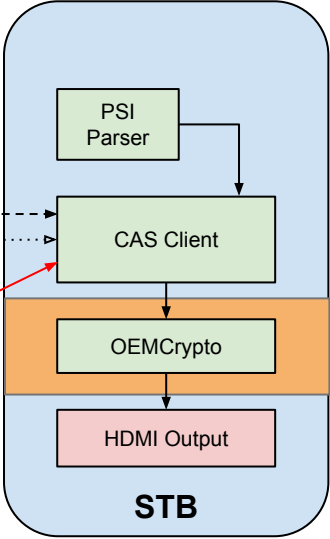 PSI
Parser
CAS Client
OEMCrypto
HDMI Output
STB